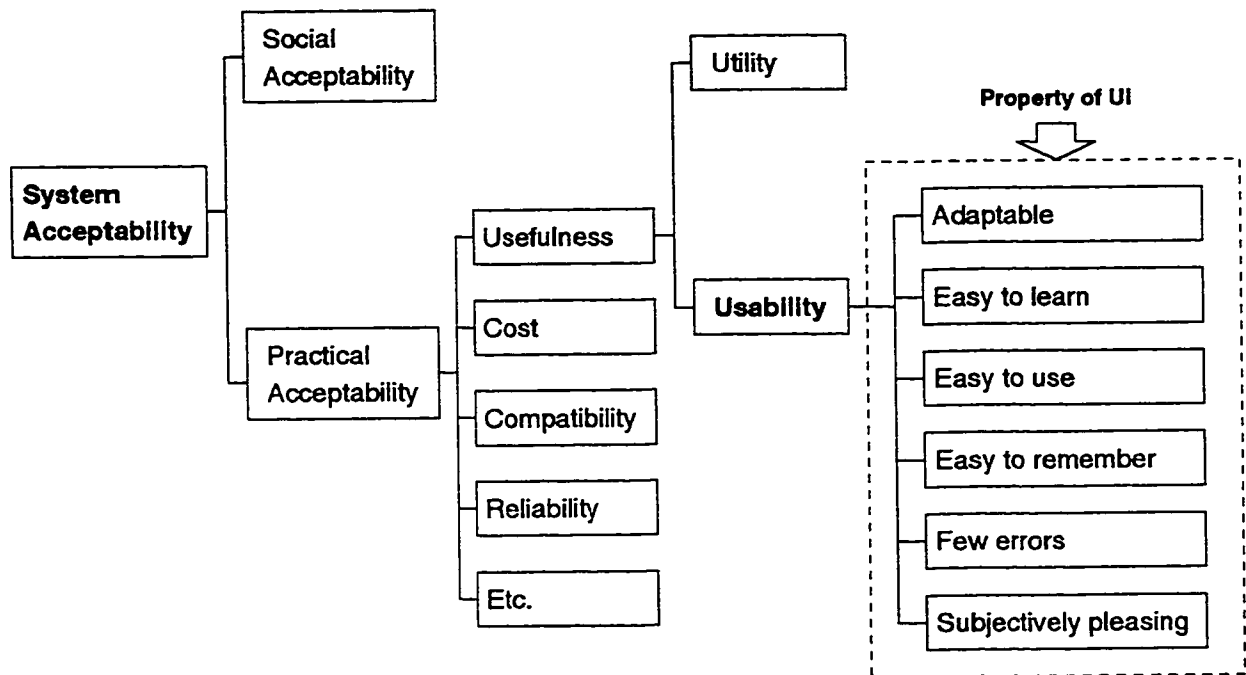 System
Acceptability
Social
Acceptability
Practical
Acceptability
Usefulness
Cost
Compatibility
Reliability
Etc.
Utility
Usability
Property of UI
Adaptable
Easy to learn
Easy to use
Easy to remember
Few errors
Subjectively pleasing